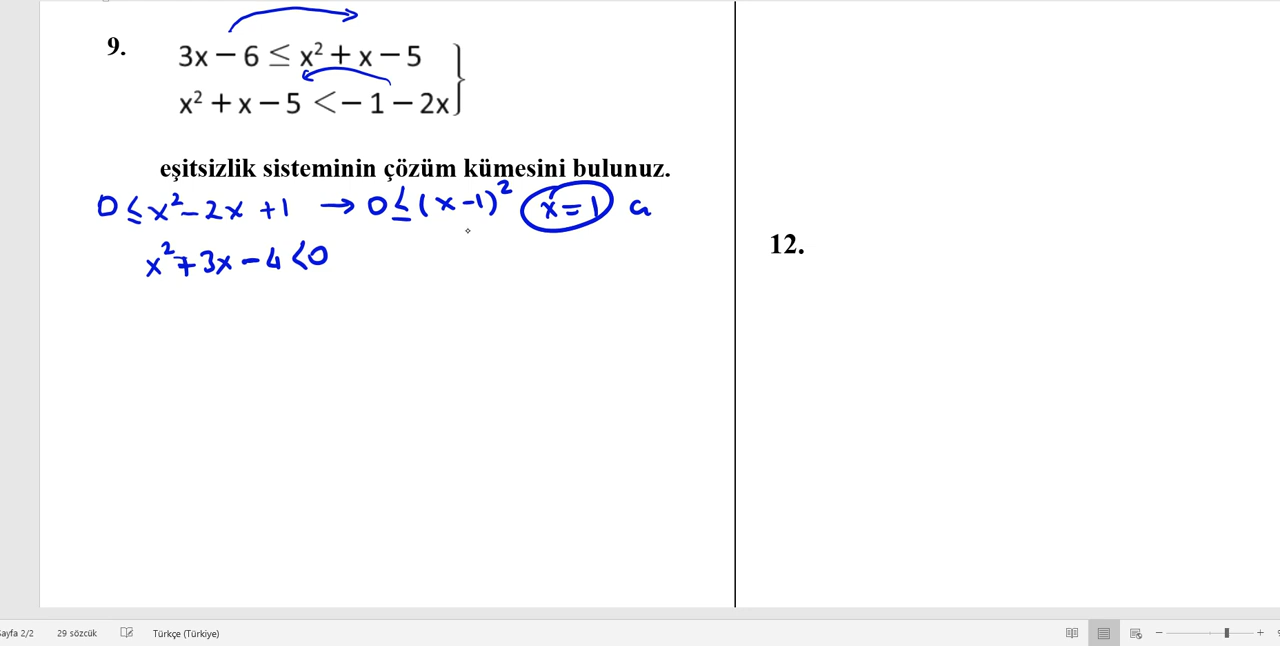 9. 3x − 6 ≤ x² + x − 5
x² + x − 5 < − 1 − 2x
eşitsizlik sisteminin çözüm kümesini bulunuz.
0 ≤ x² − 2x + 1 → 0 ≤ (x − 1)² x = 1 a
x² + 3x − 4 < 0
12.
Sayfa 2/2 29 sözcük Türkçe (Türkiye)